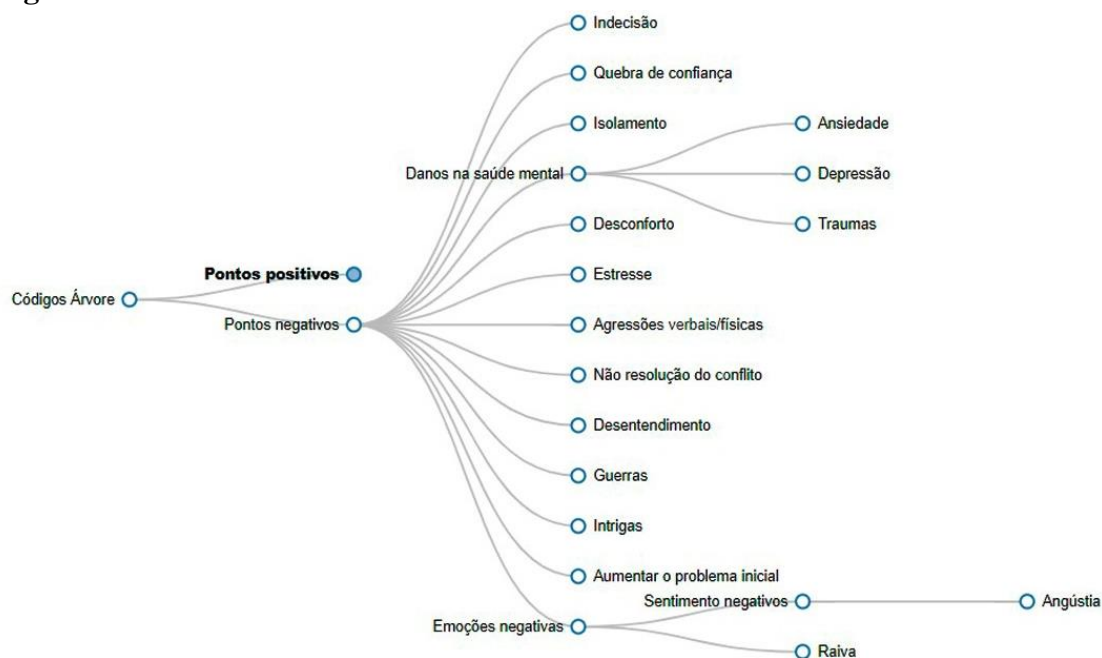 Indecisão
Quebra de confiança
Isolamento
Ansiedade
Danos na saúde mental
Depressão
Desconforto
Traumas
Pontos positivos
Estresse
Códigos Árvore
Pontos negativos
Agressões verbais/físicas
Não resolução do conflito
Desentendimento
Guerras
Intrigas
Aumentar o problema inicial
Sentimento negativos
Angústia
Emoções negativas
Raiva